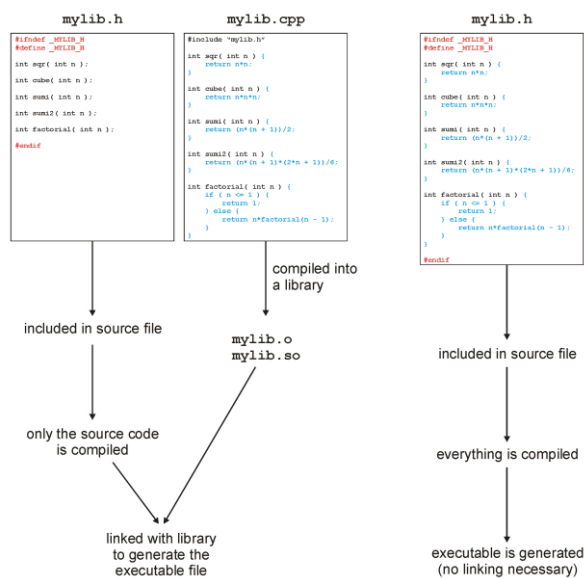 mylib.h
#ifndef _MYLIB_H
#define _MYLIB_H
int sqr( int n );
int cube( int n );
int sumi( int n );
int sumi2( int n );
int factorial( int n );
#endif
mylib.cpp
#include "mylib.h"
int sqr( int n ) {
return n*n;
}
int cube( int n ) {
return n*n*n;
}
int sumi( int n ) {
return (n*(n + 1))/2;
}
int sumi2( int n ) {
return (n*(n + 1)*(2*n + 1))/6;
}
int factorial( int n ) {
if ( n <= 1 ) {
return 1;
} else {
return n*factorial(n - 1);
}
}
mylib.h
#ifndef _MYLIB_H
#define _MYLIB_H
int sqr( int n ) {
return n*n;
}
int cube( int n ) {
return n*n*n;
}
int sumi( int n ) {
return (n*(n + 1))/2;
}
int sumi2( int n ) {
return (n*(n + 1)*(2*n + 1))/6;
}
int factorial( int n ) {
if ( n <= 1 ) {
return 1;
} else {
return n*factorial(n - 1);
}
}
#endif
included in source file
only the source code
is compiled
compiled into
a library
mylib.o
mylib.so
linked with library
to generate the
executable file
included in source file
everything is compiled
executable is generated
(no linking necessary)